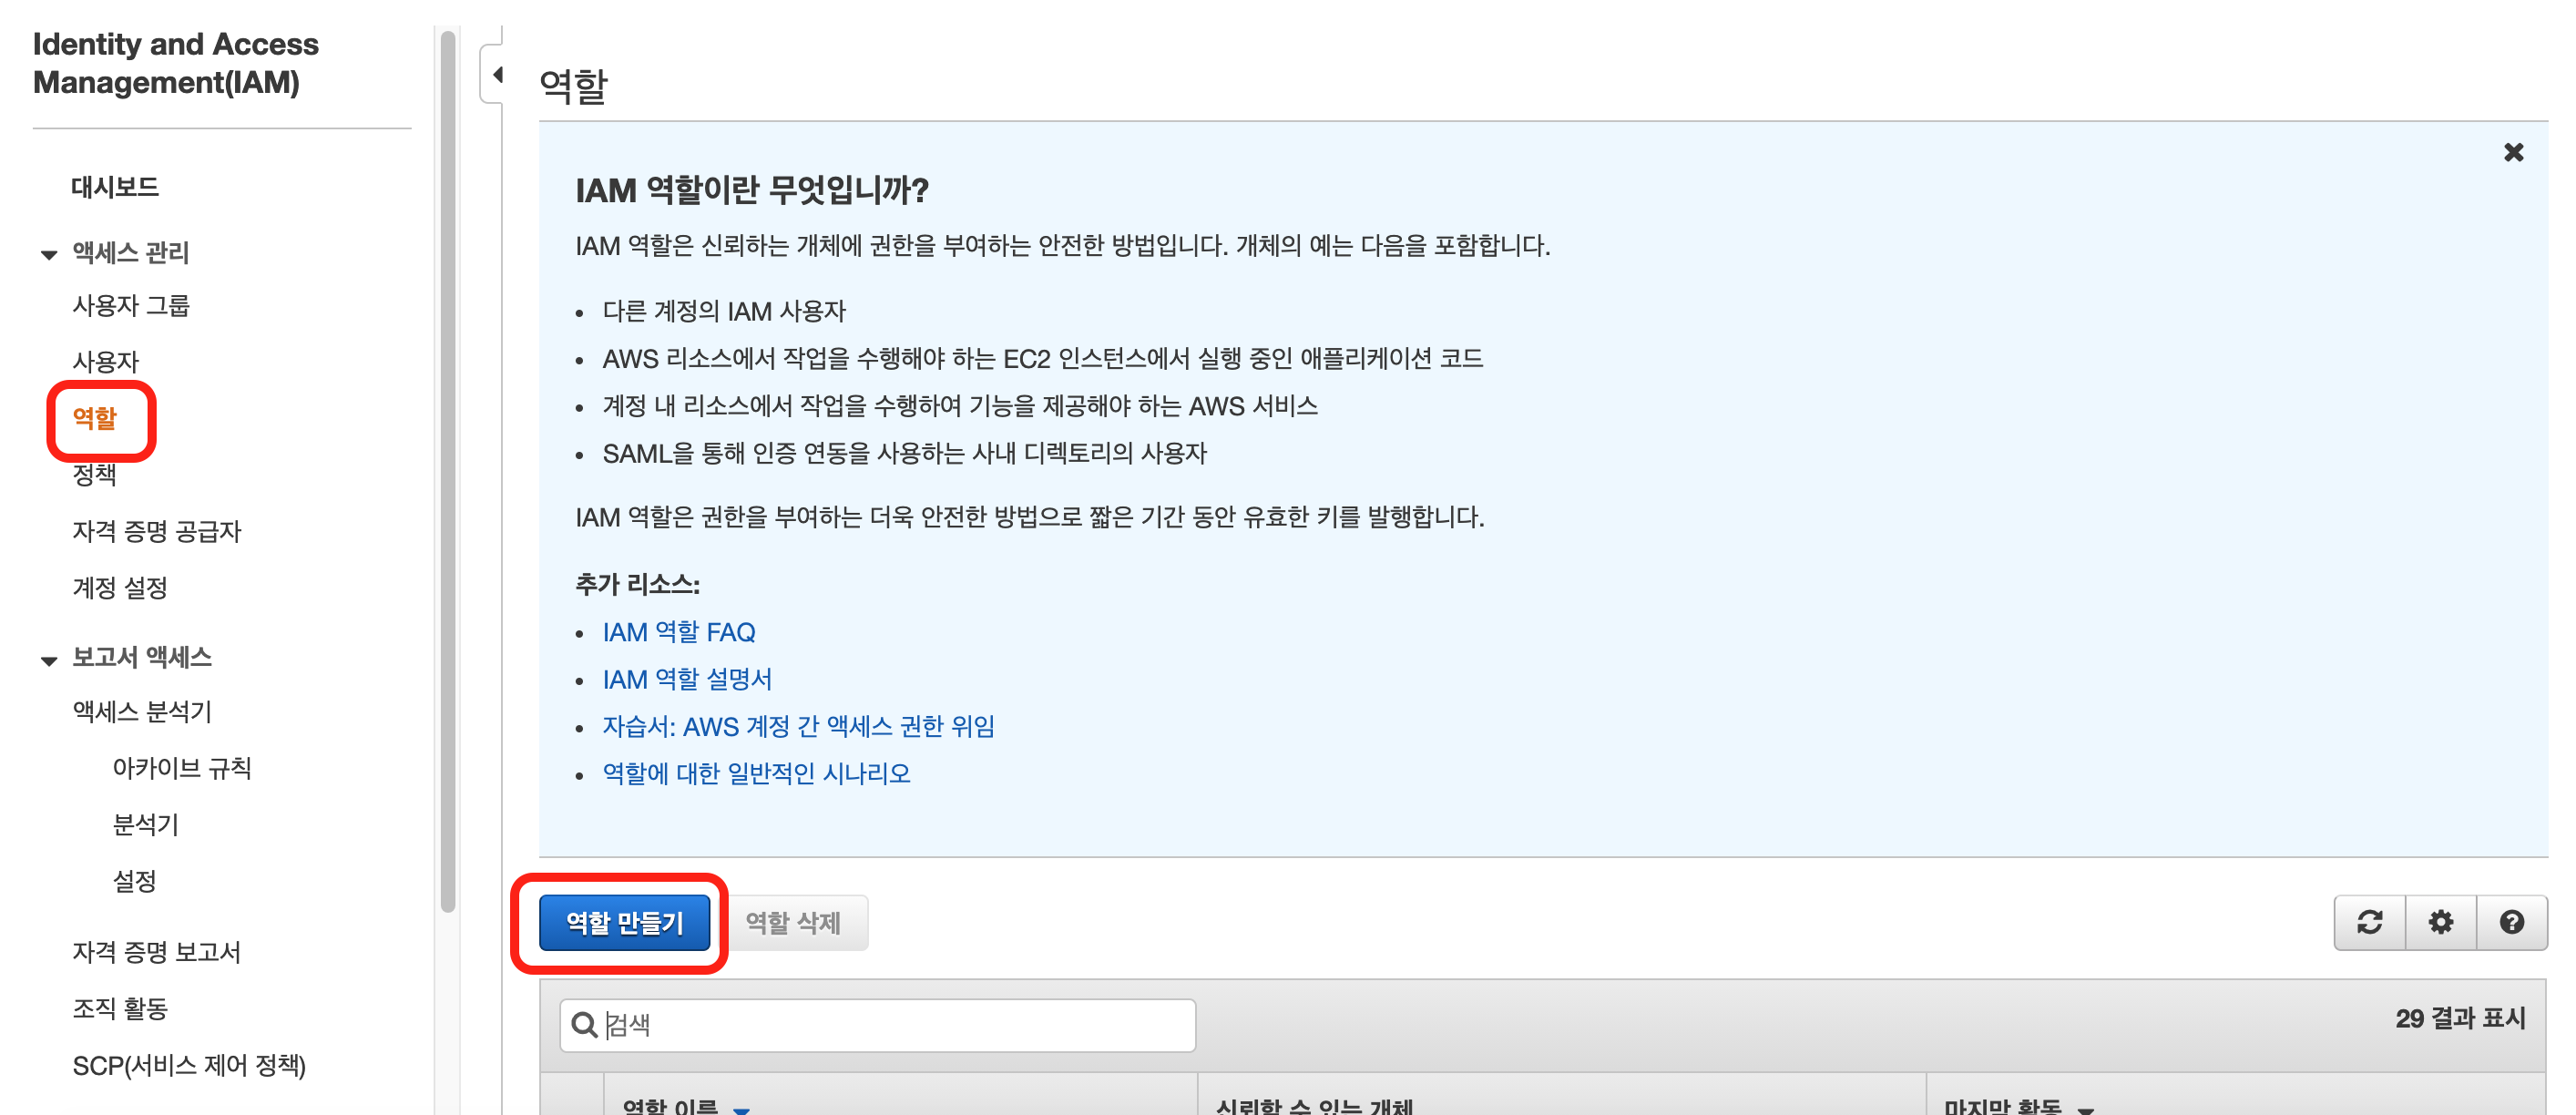 Identity and Access
Management(IAM)
대시보드
액세스 관리
사용자 그룹
사용자
역할
정책
자격 증명 공급자
계정 설정
보고서 액세스
액세스 분석기
아카이브 규칙
분석기
설정
자격 증명 보고서
조직 활동
SCP(서비스 제어 정책)
역할
IAM 역할이란 무엇입니까?
IAM 역할은 신뢰하는 개체에 권한을 부여하는 안전한 방법입니다. 개체의 예는 다음을 포함합니다.
• 다른 계정의 IAM 사용자
• AWS 리소스에서 작업을 수행해야 하는 EC2 인스턴스에서 실행 중인 애플리케이션 코드
• 계정 내 리소스에서 작업을 수행하여 기능을 제공해야 하는 AWS 서비스
• SAML을 통해 인증 연동을 사용하는 사내 디렉토리의 사용자
IAM 역할은 권한을 부여하는 더욱 안전한 방법으로 짧은 기간 동안 유효한 키를 발행합니다.
추가 리소스:
• IAM 역할 FAQ
• IAM 역할 설명서
• 자습서: AWS 계정 간 액세스 권한 위임
• 역할에 대한 일반적인 시나리오
역할 만들기 역할 삭제
검색 29 결과 표시
역할 이름 신뢰할 수 있는 개체 마지막 활동